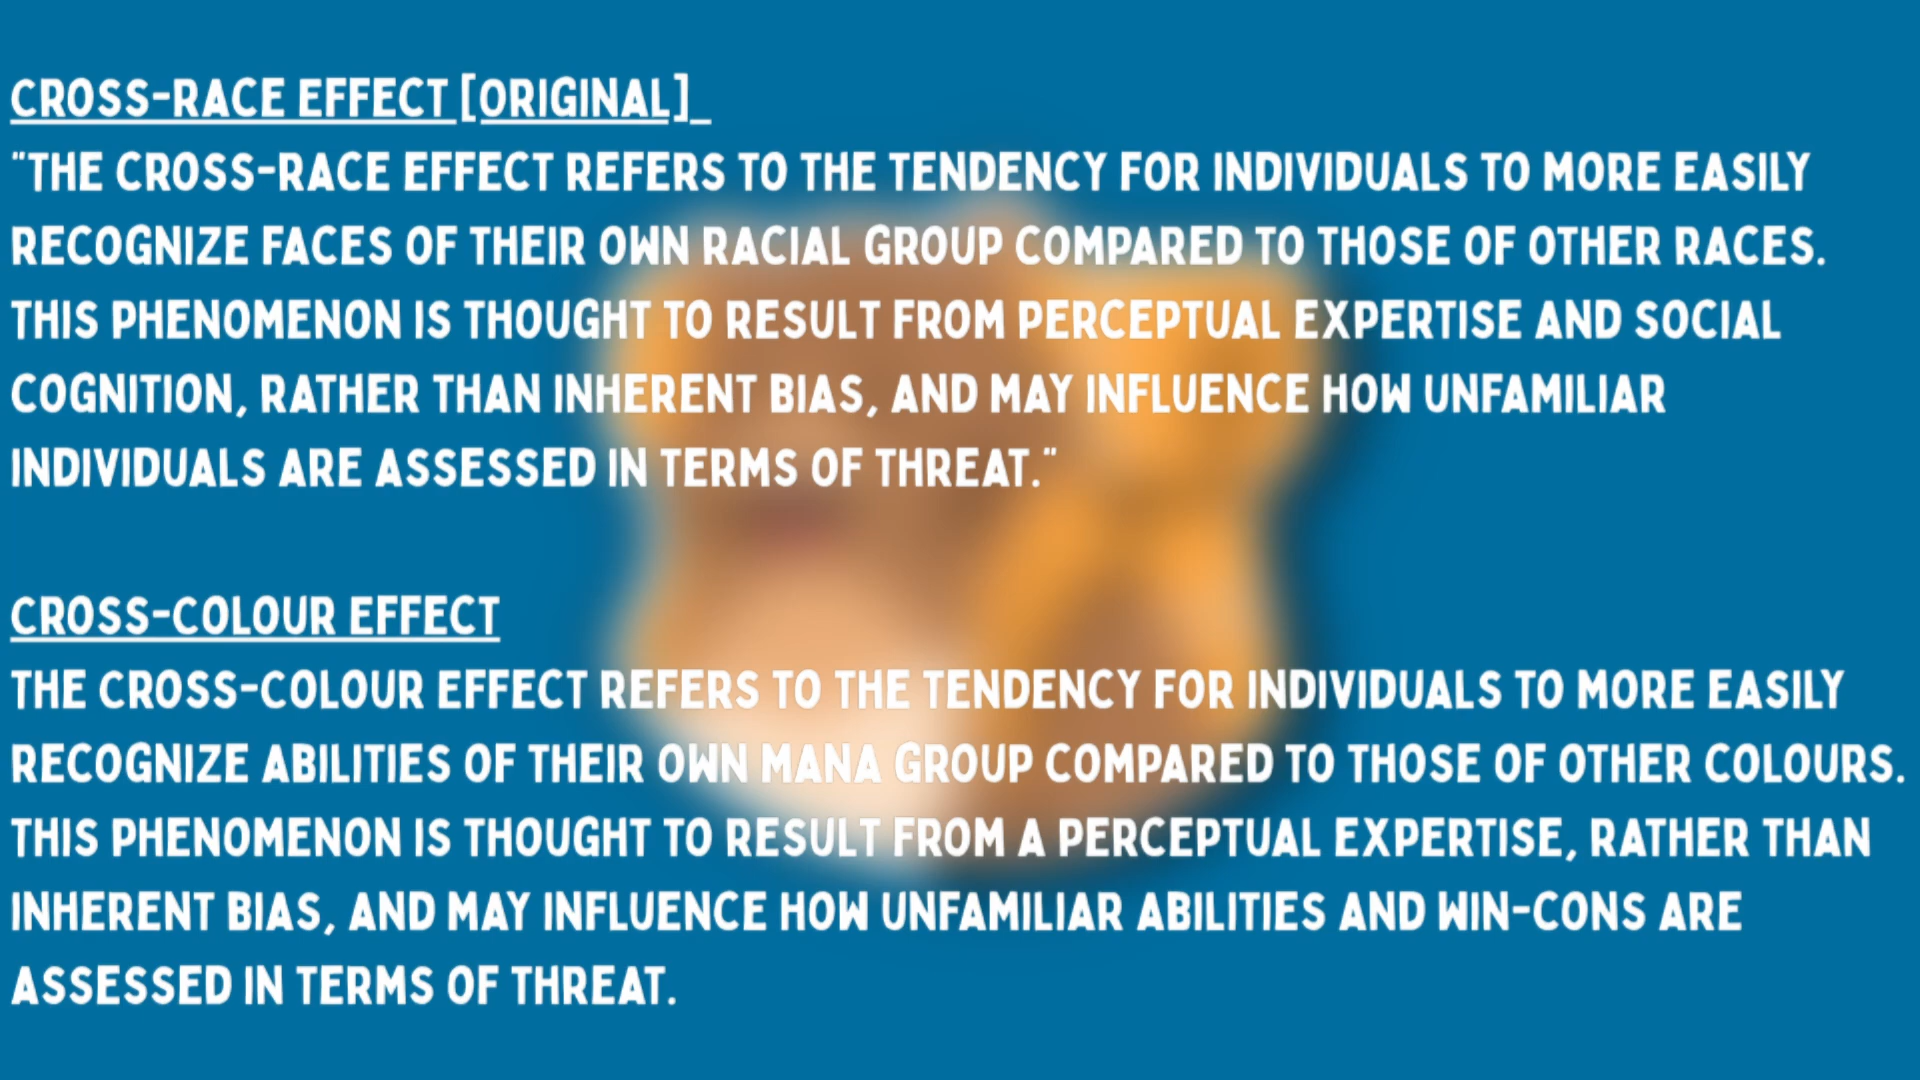 CROSS-RACE EFFECT [ORIGINAL]_
"THE CROSS-RACE EFFECT REFERS TO THE TENDENCY FOR INDIVIDUALS TO MORE EASILY
RECOGNIZE FACES OF THEIR OWN RACIAL GROUP COMPARED TO THOSE OF OTHER RACES.
THIS PHENOMENON IS THOUGHT TO RESULT FROM PERCEPTUAL EXPERTISE AND SOCIAL
COGNITION, RATHER THAN INHERENT BIAS, AND MAY INFLUENCE HOW UNFAMILIAR
INDIVIDUALS ARE ASSESSED IN TERMS OF THREAT."
CROSS-COLOUR EFFECT
THE CROSS-COLOUR EFFECT REFERS TO THE TENDENCY FOR INDIVIDUALS TO MORE EASILY
RECOGNIZE ABILITIES OF THEIR OWN MANA GROUP COMPARED TO THOSE OF OTHER COLOURS.
THIS PHENOMENON IS THOUGHT TO RESULT FROM A PERCEPTUAL EXPERTISE, RATHER THAN
INHERENT BIAS, AND MAY INFLUENCE HOW UNFAMILIAR ABILITIES AND WIN-CONS ARE
ASSESSED IN TERMS OF THREAT.